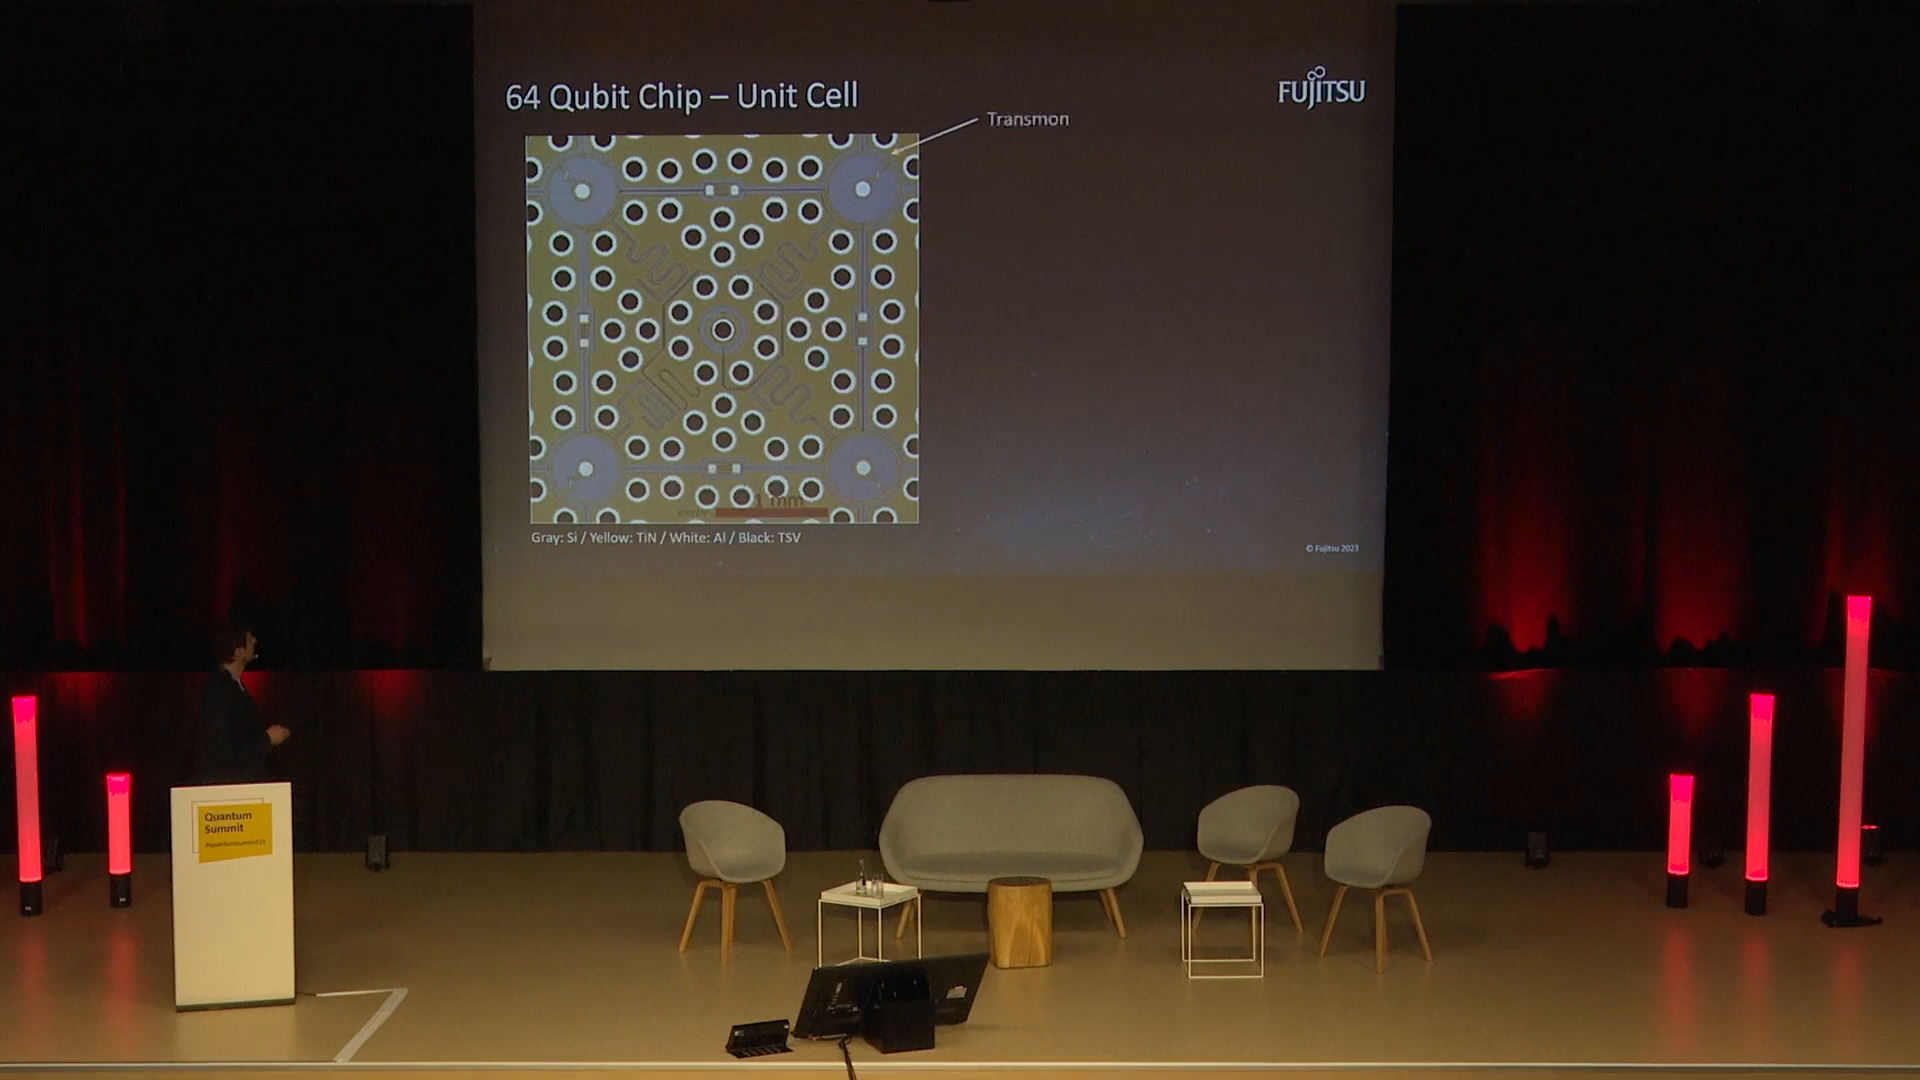 64 Qubit Chip – Unit Cell
FUJITSU
Transmon
1 mm
Gray: Si / Yellow: TiN / White: Al / Black: TSV
© Fujitsu 2023
Quantum
Summit